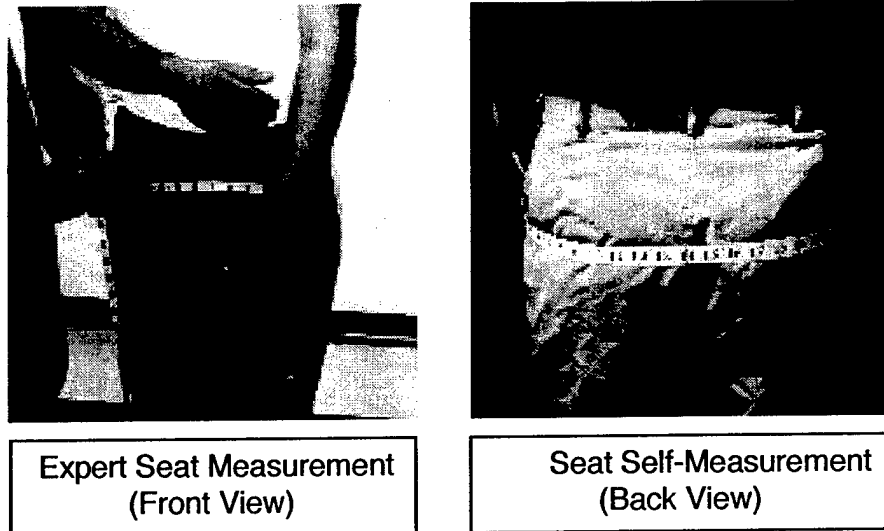 Expert Seat Measurement
(Front View)
Seat Self-Measurement
(Back View)